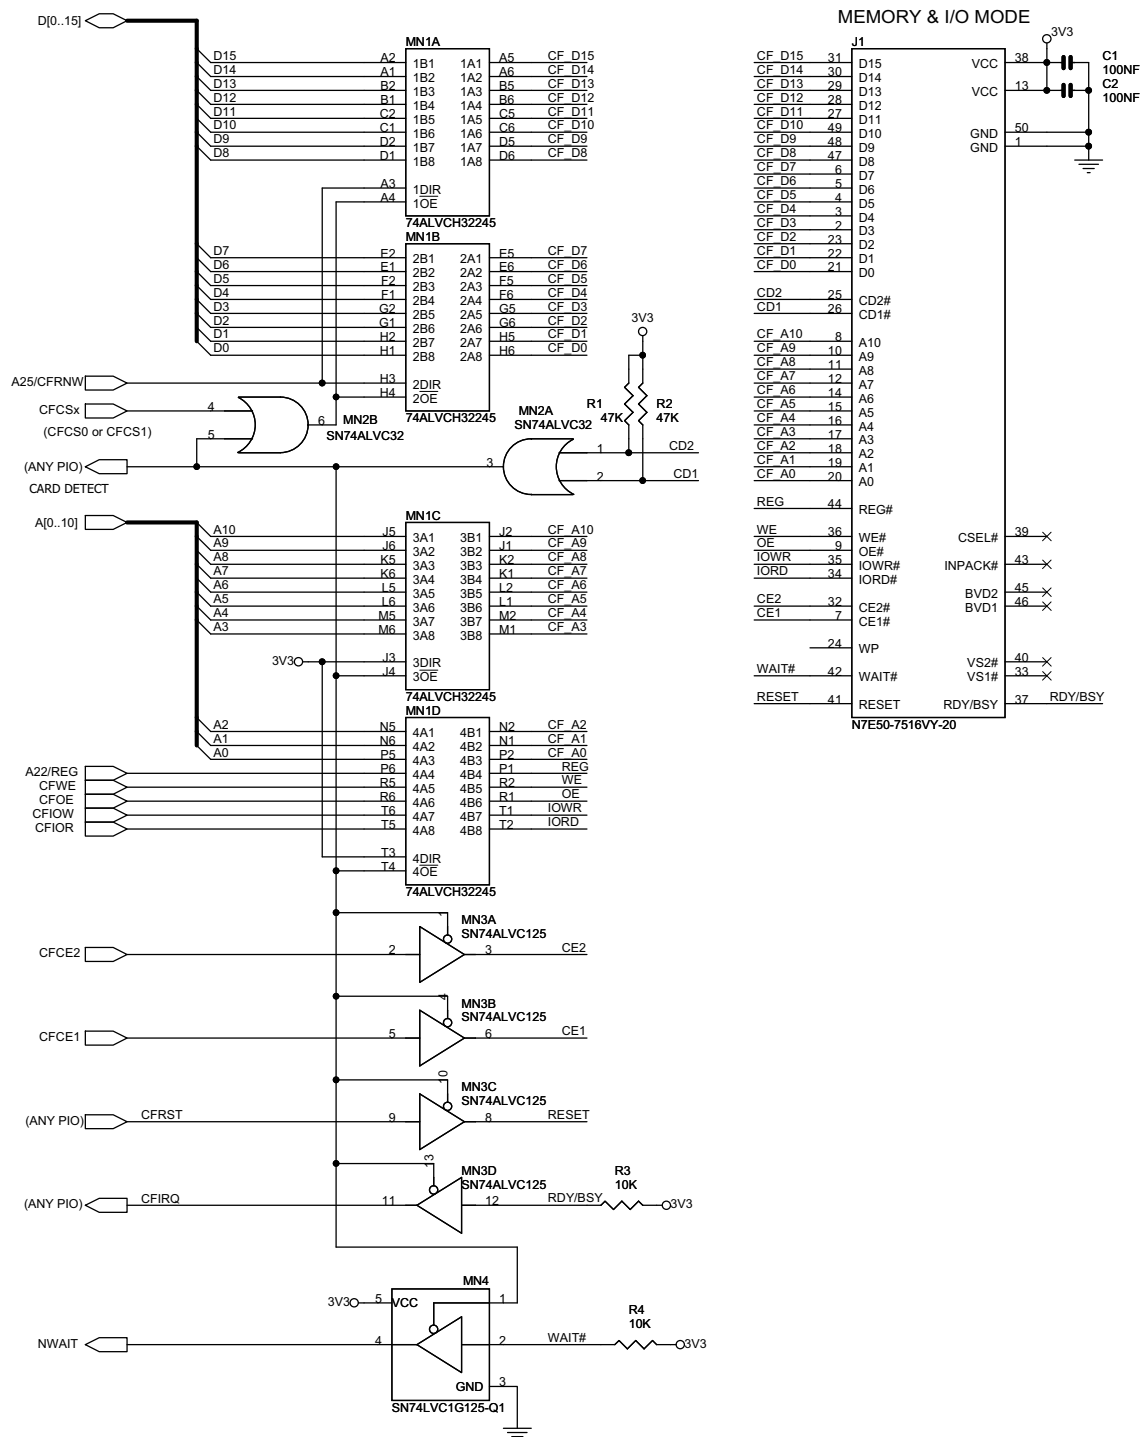 MEMORY & I/O MODE
D[0..15]
MN1A
D15 A2 1B1 1A1 A5 CF_D15
D14 A1 1B2 1A2 A6 CF_D14
D13 B2 1B3 1A3 B5 CF_D13
D12 B1 1B4 1A4 B6 CF_D12
D11 C2 1B5 1A5 C5 CF_D11
D10 C1 1B6 1A6 C6 CF_D10
D9 D2 1B7 1A7 D5 CF_D9
D8 D1 1B8 1A8 D6 CF_D8
A3 1DIR
A4 1OE
74ALVCH32245
MN1B
D7 E2 2B1 2A1 E5 CF_D7
D6 E1 2B2 2A2 E6 CF_D6
D5 F2 2B3 2A3 F5 CF_D5
D4 F1 2B4 2A4 F6 CF_D4
D3 G2 2B5 2A5 G5 CF_D3
D2 G1 2B6 2A6 G6 CF_D2
D1 H2 2B7 2A7 H5 CF_D1
D0 H1 2B8 2A8 H6 CF_D0
A25/CFRNW H3 2DIR
H4 2OE
74ALVCH32245
CFCSx 4
(CFCS0 or CFCS1) 5
6 MN2B
SN74ALVC32
(ANY PIO)
CARD DETECT
3V3
R1
47K
R2
47K
MN2A
SN74ALVC32
3 1 CD2
2 CD1
A[0..10]
MN1C
A10 J5 3A1 3B1 J2 CF_A10
A9 J6 3A2 3B2 J1 CF_A9
A8 K5 3A3 3B3 K2 CF_A8
A7 K6 3A4 3B4 K1 CF_A7
A6 L5 3A5 3B5 L2 CF_A6
A5 L6 3A6 3B6 L1 CF_A5
A4 M5 3A7 3B7 M2 CF_A4
A3 M6 3A8 3B8 M1 CF_A3
3V3 J3 3DIR
J4 3OE
74ALVCH32245
MN1D
A2 N5 4A1 4B1 N2 CF_A2
A1 N6 4A2 4B2 N1 CF_A1
A0 P5 4A3 4B3 P2 CF_A0
A22/REG P6 4A4 4B4 P1 REG
CFWE R5 4A5 4B5 R2 WE
CFOE R6 4A6 4B6 R1 OE
CFIOW T6 4A7 4B7 T1 IOWR
CFIOR T5 4A8 4B8 T2 IORD
T3 4DIR
T4 4OE
74ALVCH32245
MN3A
SN74ALVC125
1
CFCE2 2 3 CE2
MN3B
SN74ALVC125
4
CFCE1 5 6 CE1
MN3C
SN74ALVC125
10
(ANY PIO) CFRST 9 8 RESET
MN3D
SN74ALVC125
13
(ANY PIO) CFIRQ 11 12 RDY/BSY
R3
10K
3V3
MN4
3V3 5 VCC 1
NWAIT 4 2 WAIT#
R4
10K
3V3
GND 3
SN74LVC1G125-Q1
J1
CF_D15 31 D15
CF_D14 30 D14
CF_D13 29 D13
CF_D12 28 D12
CF_D11 27 D11
CF_D10 49 D10
CF_D9 48 D9
CF_D8 47 D8
CF_D7 6 D7
CF_D6 5 D6
CF_D5 4 D5
CF_D4 3 D4
CF_D3 2 D3
CF_D2 23 D2
CF_D1 22 D1
CF_D0 21 D0
CD2 25 CD2#
CD1 26 CD1#
CF_A10 8 A10
CF_A9 10 A9
CF_A8 11 A8
CF_A7 12 A7
CF_A6 14 A6
CF_A5 15 A5
CF_A4 16 A4
CF_A3 17 A3
CF_A2 18 A2
CF_A1 19 A1
CF_A0 20 A0
REG 44 REG#
WE 36 WE#
OE 9 OE#
IOWR 35 IOWR#
IORD 34 IORD#
CE2 32 CE2#
CE1 7 CE1#
24 WP
WAIT# 42 WAIT#
RESET 41 RESET
3V3
VCC 38
C1
100NF
VCC 13
C2
100NF
GND 50
GND 1
CSEL# 39
INPACK# 43
BVD2 45
BVD1 46
VS2# 40
VS1# 33
RDY/BSY 37 RDY/BSY
N7E50-7516VY-20